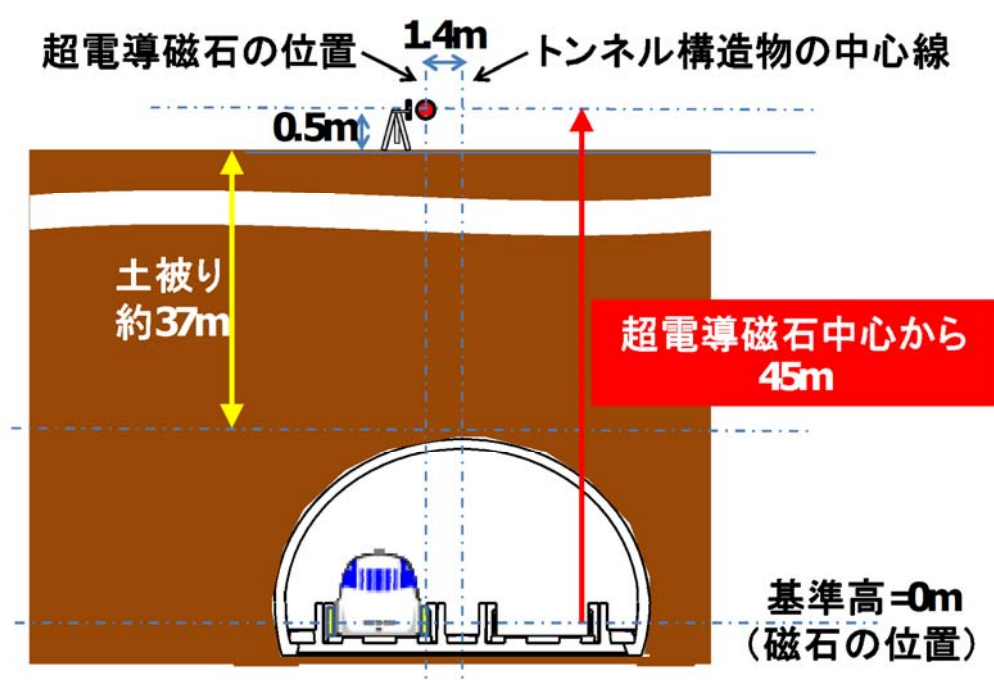 1.4m
超電導磁石の位置
トンネル構造物の中心線
0.5m
土被り
約37m
超電導磁石中心から
45m
基準高=0m
（磁石の位置）